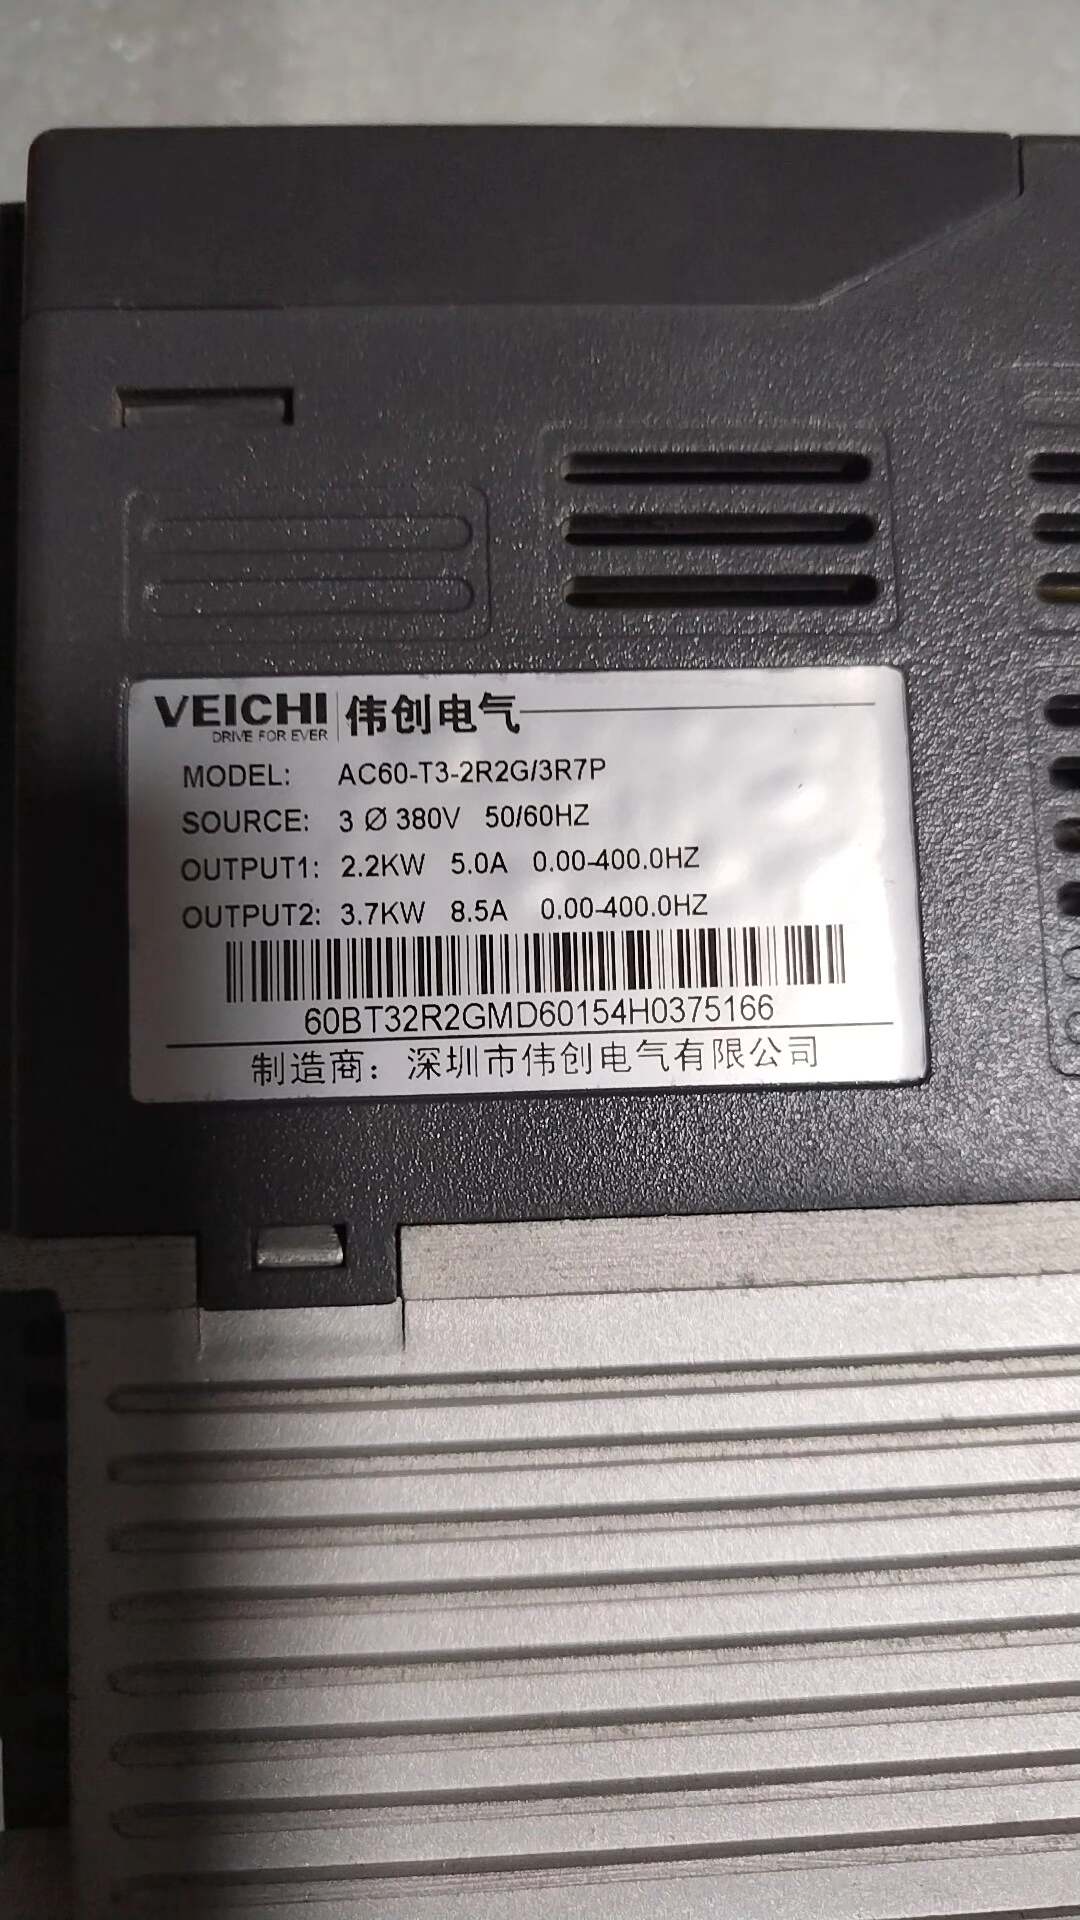 VEICHI 伟创电气
DRIVE FOR EVER
MODEL: AC60-T3-2R2G/3R7P
SOURCE: 3 Ø 380V 50/60HZ
OUTPUT1: 2.2KW 5.0A 0.00-400.0HZ
OUTPUT2: 3.7KW 8.5A 0.00-400.0HZ
60BT32R2GMD60154H0375166
制造商：深圳市伟创电气有限公司